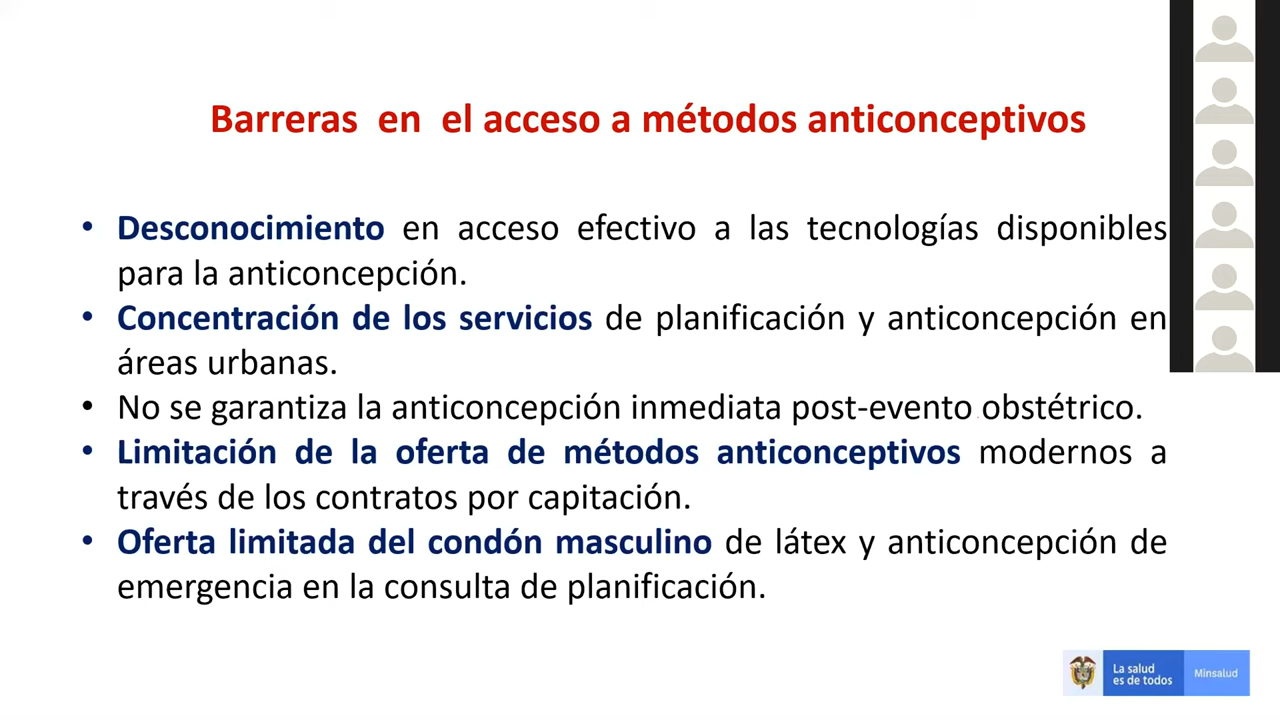 Barreras en el acceso a métodos anticonceptivos
• Desconocimiento en acceso efectivo a las tecnologías disponibles
para la anticoncepción.
• Concentración de los servicios de planificación y anticoncepción en
áreas urbanas.
• No se garantiza la anticoncepción inmediata post-evento obstétrico.
• Limitación de la oferta de métodos anticonceptivos modernos a
través de los contratos por capitación.
• Oferta limitada del condón masculino de látex y anticoncepción de
emergencia en la consulta de planificación.
La salud
es de todos
Minsalud